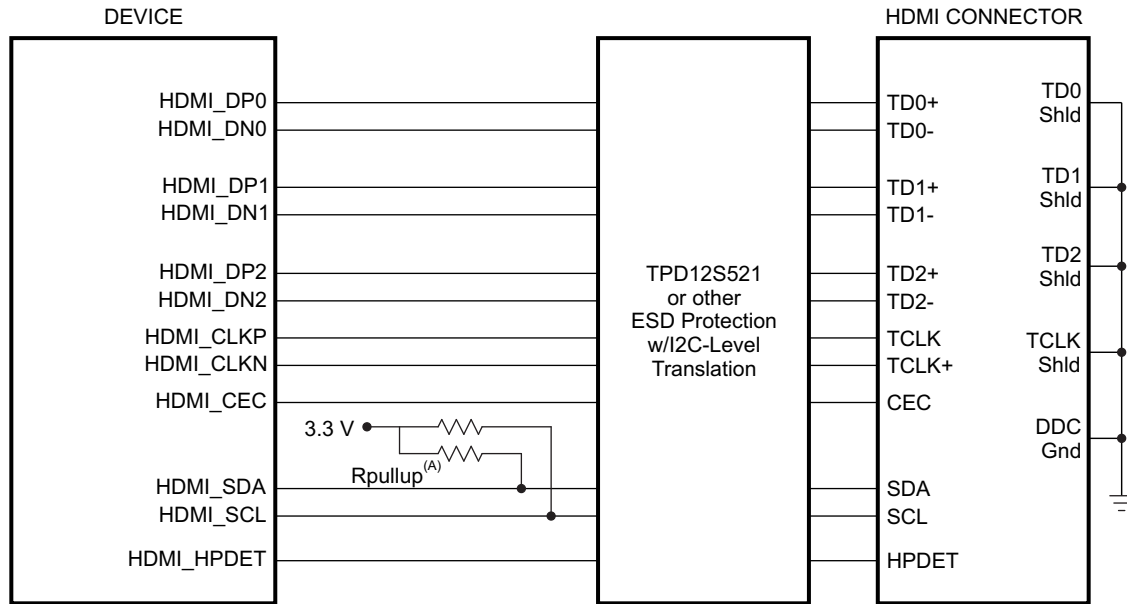 DEVICE
HDMI_DP0
HDMI_DN0
HDMI_DP1
HDMI_DN1
HDMI_DP2
HDMI_DN2
HDMI_CLKP
HDMI_CLKN
HDMI_CEC
3.3 V
Rpullup(A)
HDMI_SDA
HDMI_SCL
HDMI_HPDET
TPD12S521
or other
ESD Protection
w/I2C-Level
Translation
HDMI CONNECTOR
TD0+
TD0-
TD1+
TD1-
TD2+
TD2-
TCLK
TCLK+
CEC
SDA
SCL
HPDET
TD0
Shld
TD1
Shld
TD2
Shld
TCLK
Shld
DDC
Gnd